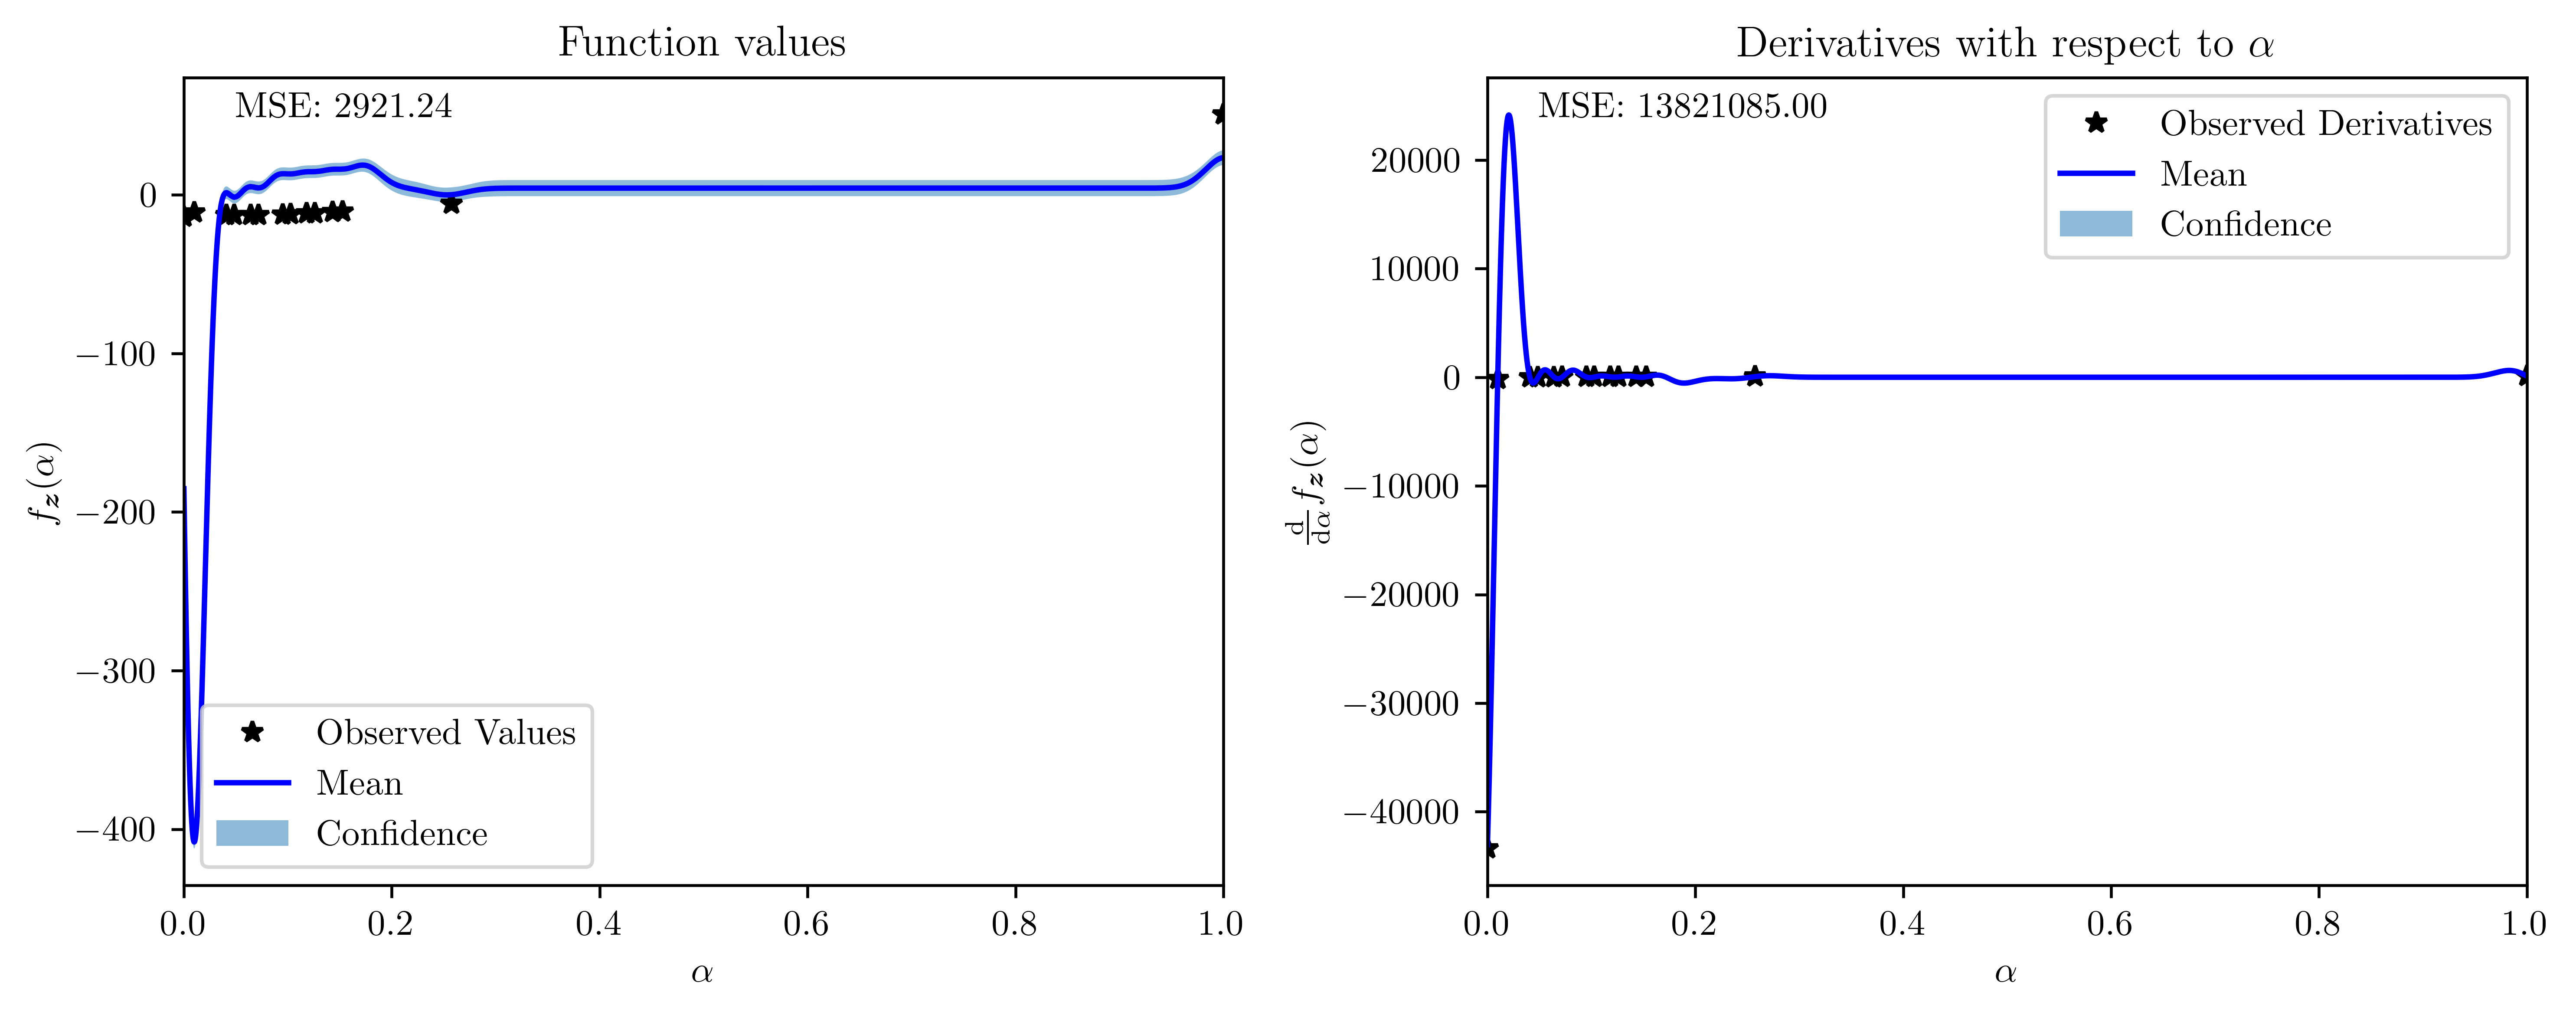 Function values
MSE: 2921.24
0
−100
−200
−300
−400
f_z(α)
Observed Values
Mean
Confidence
0.0 0.2 0.4 0.6 0.8 1.0
α
Derivatives with respect to α
MSE: 13821085.00
Observed Derivatives
Mean
Confidence
20000
10000
0
−10000
−20000
−30000
−40000
d/dα f_z(α)
0.0 0.2 0.4 0.6 0.8 1.0
α